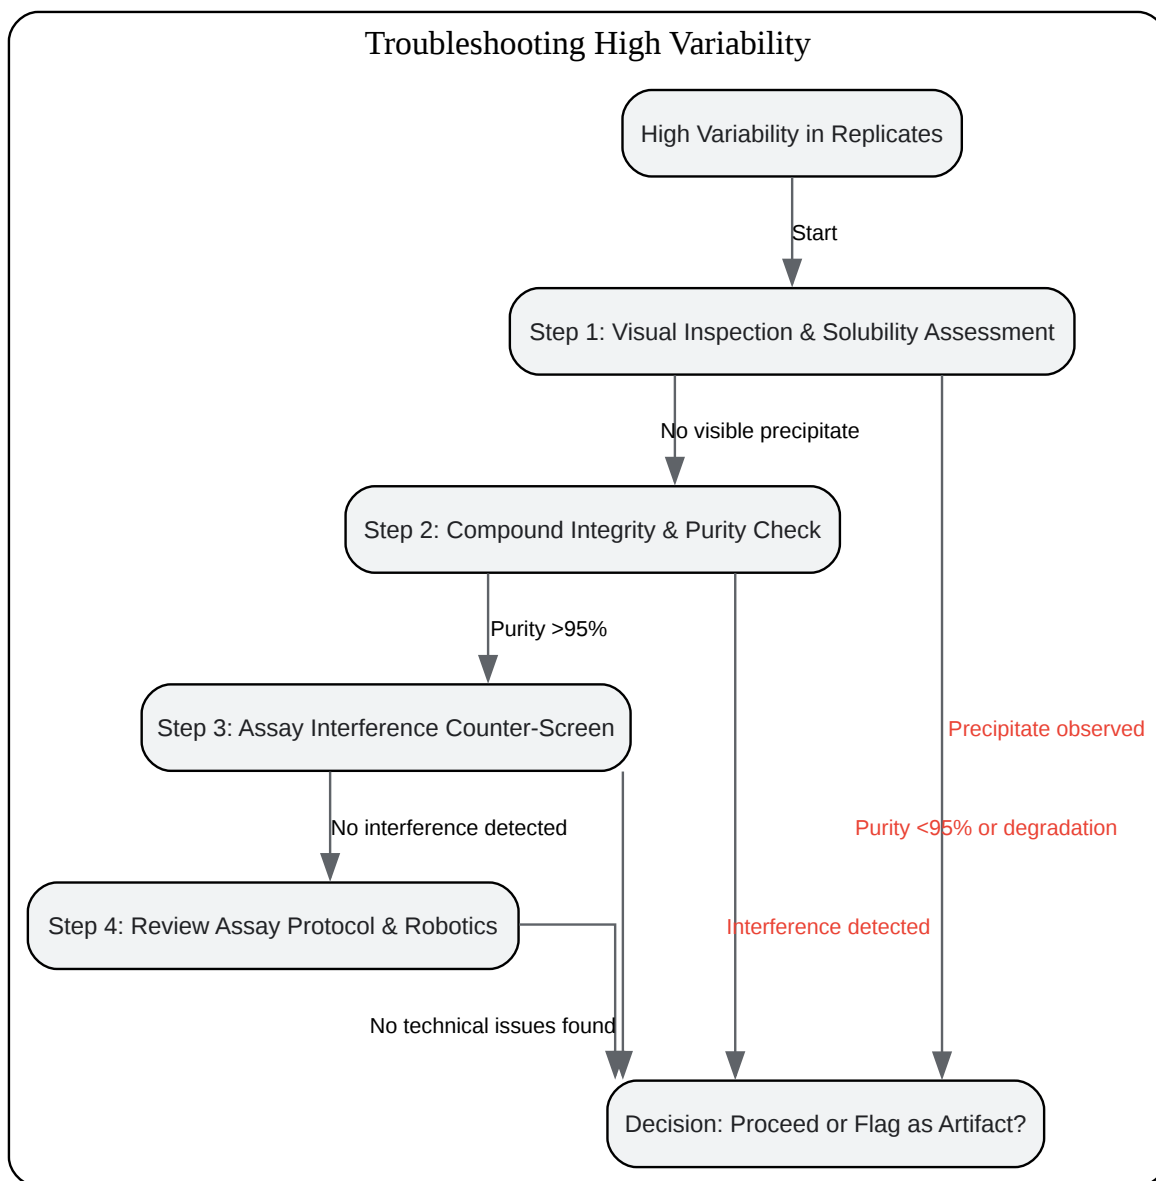 Troubleshooting High Variability
High Variability in Replicates
Start
Step 1: Visual Inspection & Solubility Assessment
No visible precipitate
Step 2: Compound Integrity & Purity Check
Purity >95%
Step 3: Assay Interference Counter-Screen
Precipitate observed
No interference detected
Purity <95% or degradation
Step 4: Review Assay Protocol & Robotics
Interference detected
No technical issues found
Decision: Proceed or Flag as Artifact?